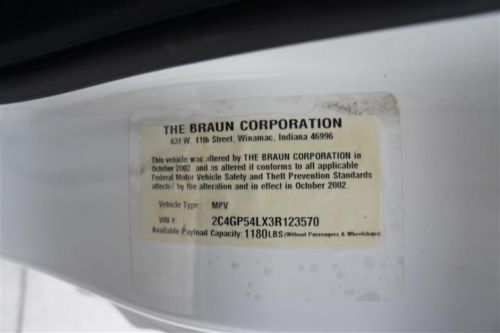 THE BRAUN CORPORATION
631 W. 11th Street, Winamac, Indiana 46996
This vehicle was altered by THE BRAUN CORPORATION in
October 2002 and as altered it conforms to all applicable
Federal Motor Vehicle Safety and Theft Prevention Standards
affected by the alteration and in effect in October 2002.
Vehicle Type: MPV
VIN #: 2C4GP54LX3R123570
Available Payload Capacity: 1180LBS (Without Passengers & Wheelchairs)